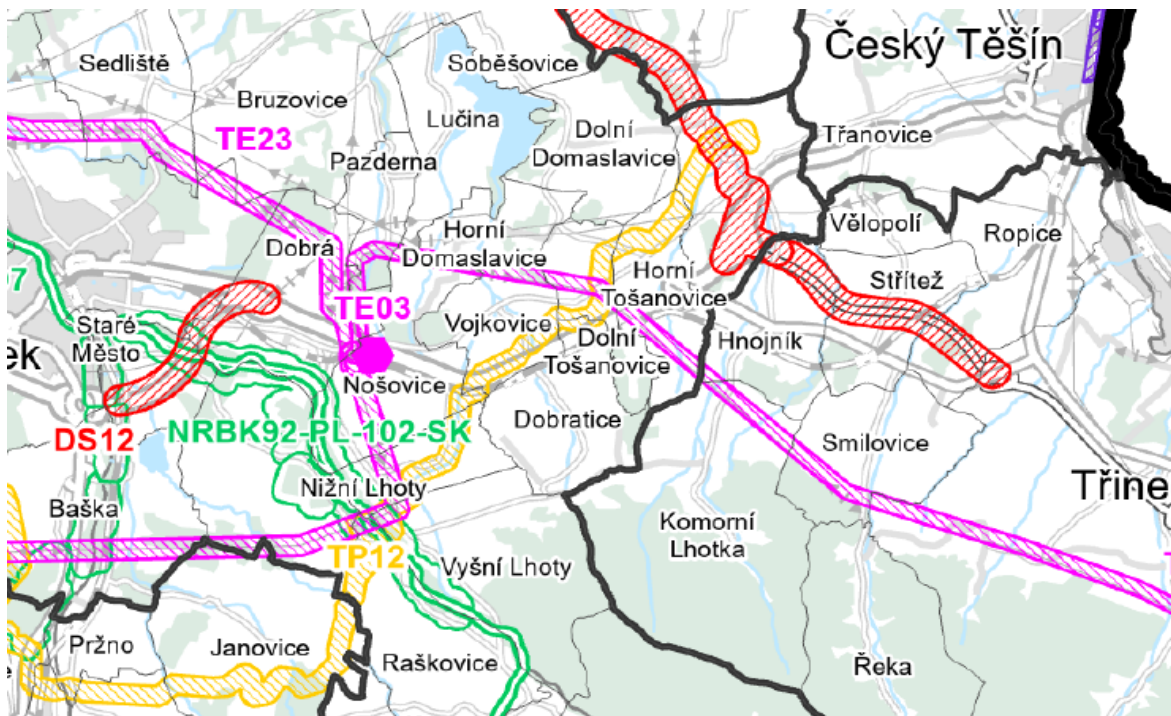 Český Těšín
Sedliště
Soběšovice
Bruzovice
Lučina
TE23
Dolní
Domaslavice
Třanovice
Pazderna
Horní
Domaslavice
Dobrá
Vělopolí
Ropice
7
Střítež
TE03
Horní
Tošanovice
Staré
Město
Vojkovice
Dolní
Tošanovice
Hnojník
ek
Nošovice
Dobratice
DS12
NRBK92-PL-102-SK
Smilovice
Nižní Lhoty
Třine
Baška
Komorní
Lhotka
TP12
Vyšní Lhoty
T
Pržno
Janovice
Raškovice
Řeka